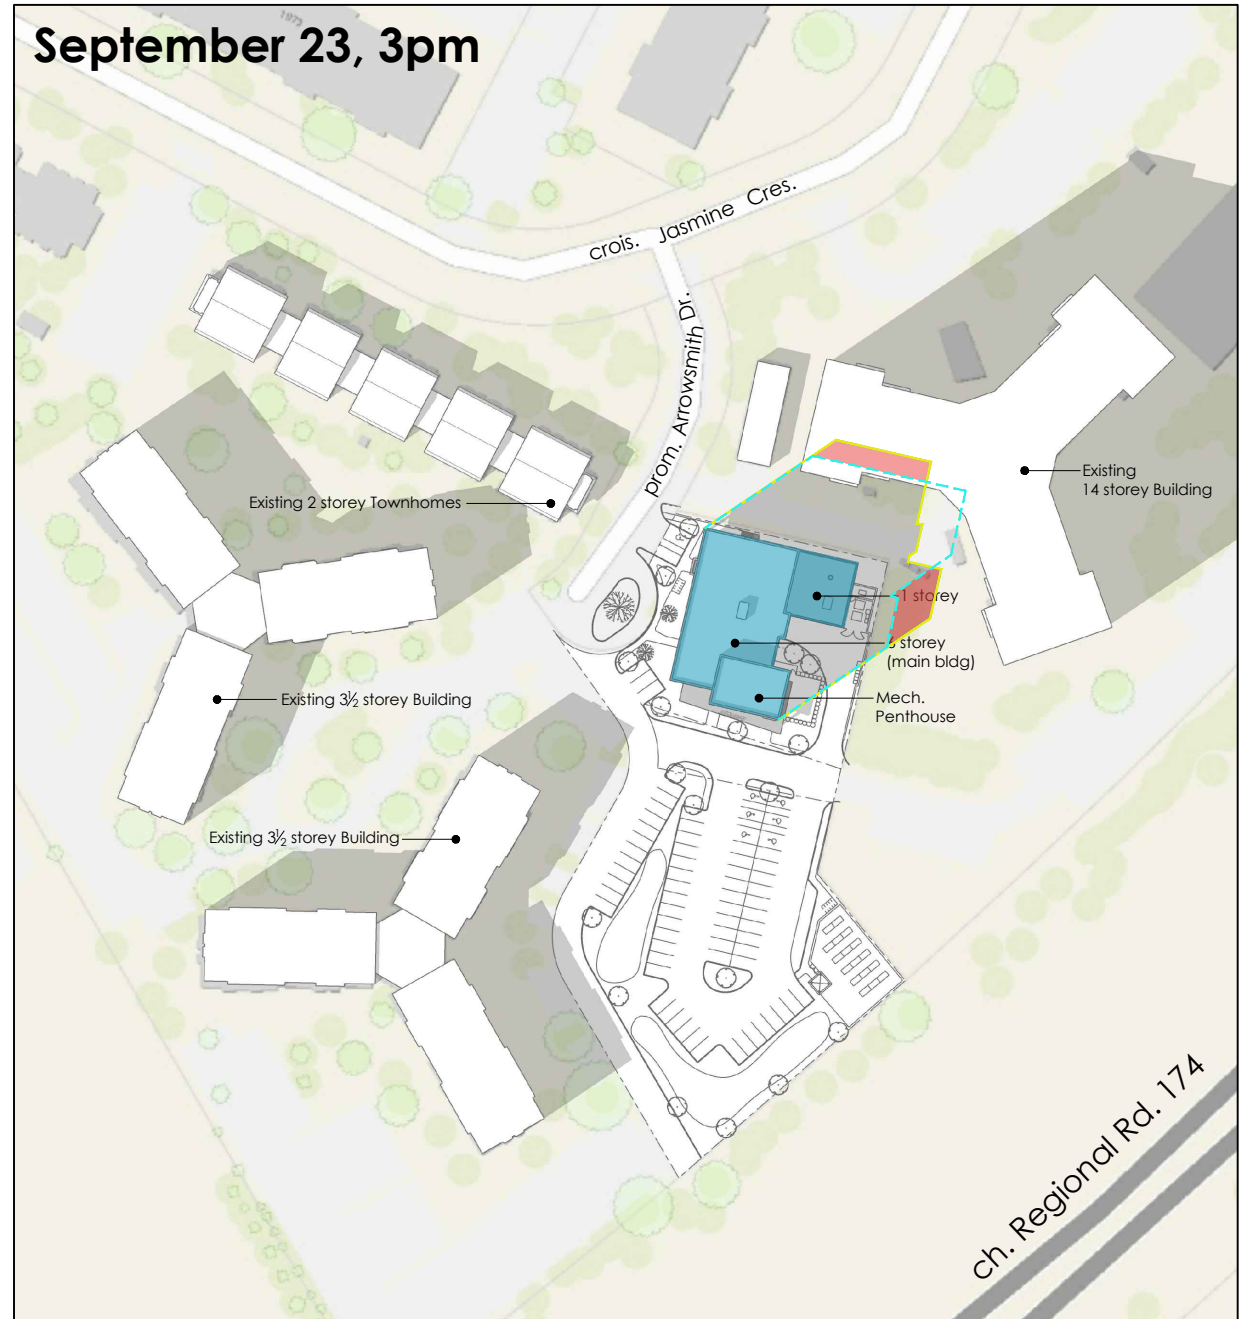 September 23, 3pm
1973
crois. Jasmine Cres.
prom. Arrowsmith Dr.
Existing
14 storey Building
Existing 2 storey Townhomes
1 storey
storey
(main bldg)
Mech.
Penthouse
Existing 3½ storey Building
Existing 3½ storey Building
ch. Regional Rd. 174